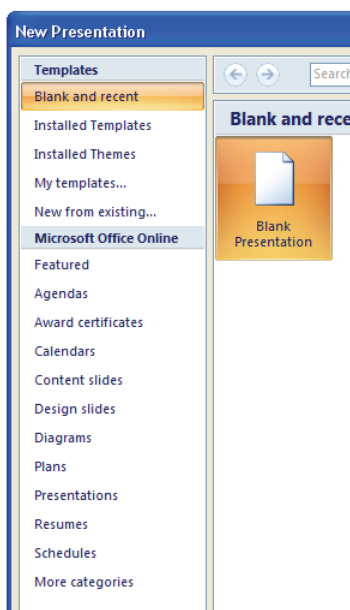 New Presentation
Templates
Blank and recent
Installed Templates
Installed Themes
My templates...
New from existing...
Microsoft Office Online
Featured
Agendas
Award certificates
Calendars
Content slides
Design slides
Diagrams
Plans
Presentations
Resumes
Schedules
More categories
Search
Blank and rece
Blank
Presentation